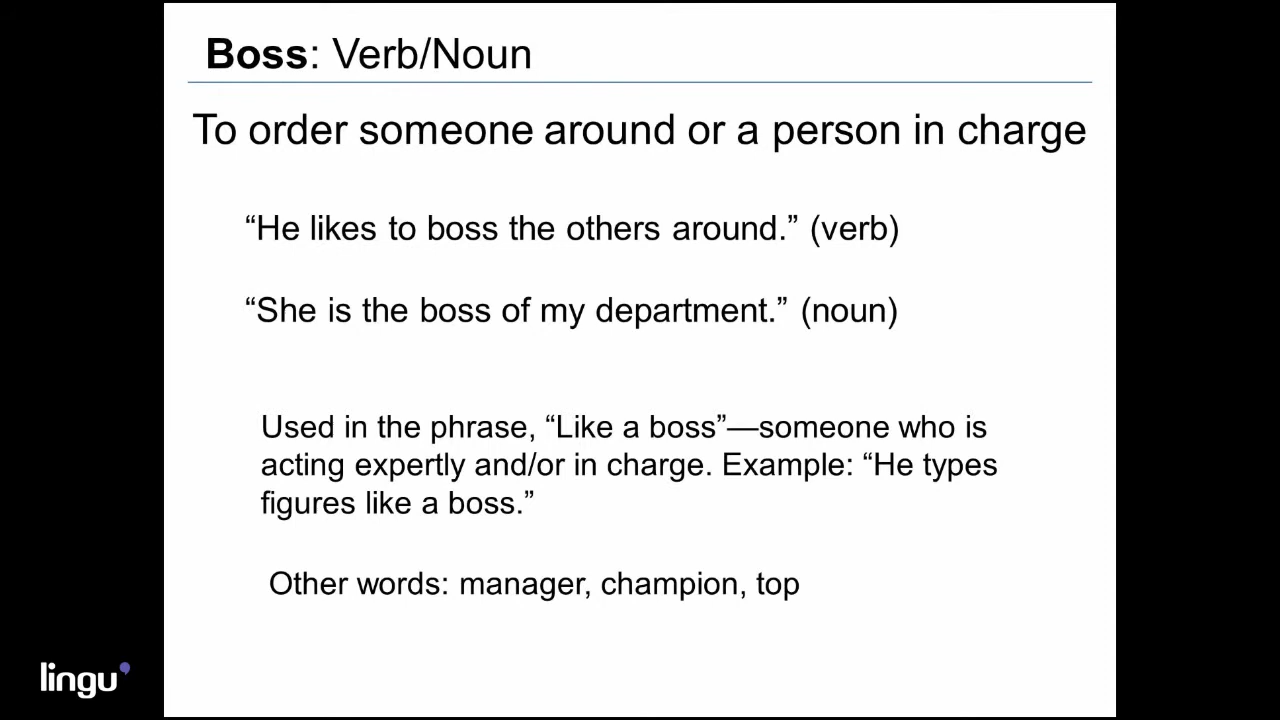 Boss: Verb/Noun
To order someone around or a person in charge
“He likes to boss the others around.” (verb)
“She is the boss of my department.” (noun)
Used in the phrase, “Like a boss”—someone who is
acting expertly and/or in charge. Example: “He types
figures like a boss.”
Other words: manager, champion, top
lingu